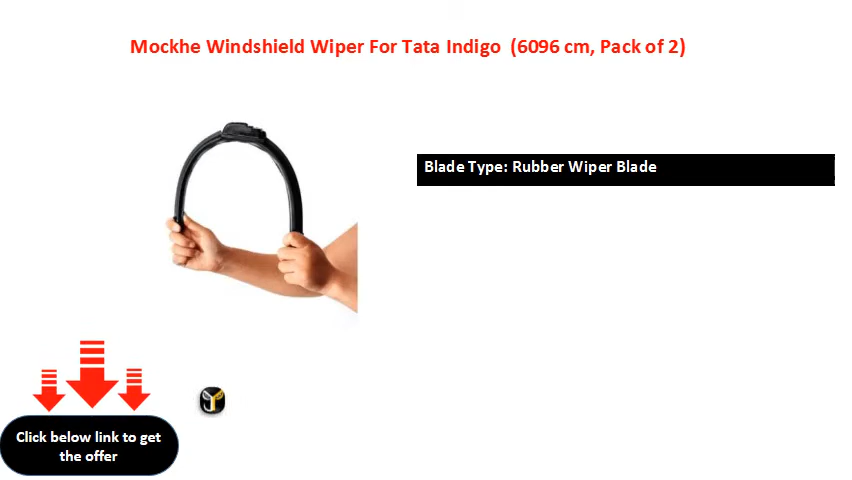 Mockhe Windshield Wiper For Tata Indigo (6096 cm, Pack of 2)
Blade Type: Rubber Wiper Blade
Click below link to get
the offer